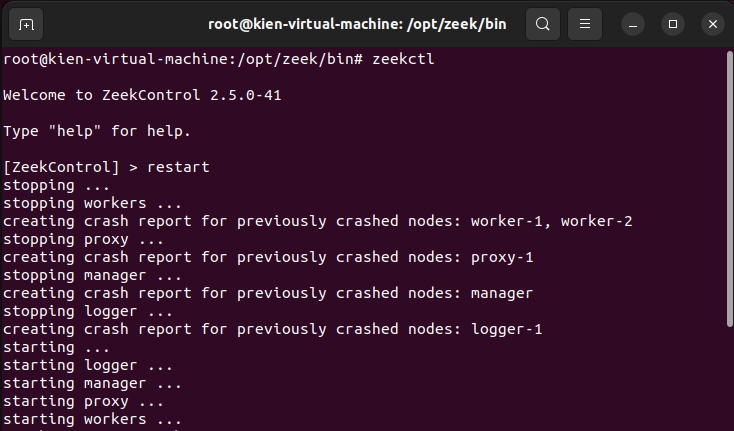 root@kien-virtual-machine: /opt/zeek/bin
root@kien-virtual-machine:/opt/zeek/bin# zeekctl
Welcome to ZeekControl 2.5.0-41
Type "help" for help.
[ZeekControl] > restart
stopping ...
stopping workers ...
creating crash report for previously crashed nodes: worker-1, worker-2
stopping proxy ...
creating crash report for previously crashed nodes: proxy-1
stopping manager ...
creating crash report for previously crashed nodes: manager
stopping logger ...
creating crash report for previously crashed nodes: logger-1
starting ...
starting logger ...
starting manager ...
starting proxy ...
starting workers ...